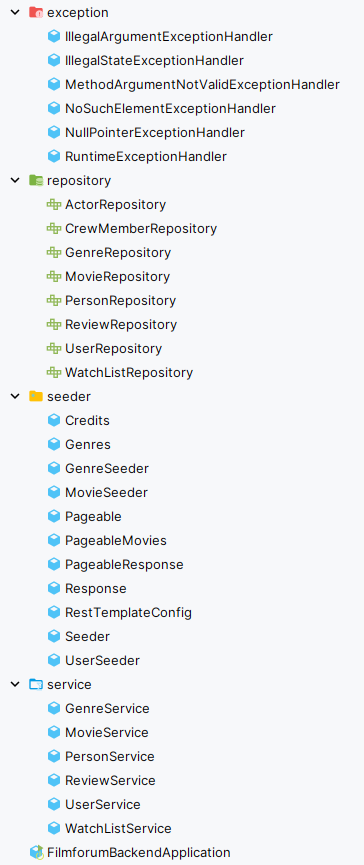 exception
IllegalArgumentExceptionHandler
IllegalStateExceptionHandler
MethodArgumentNotValidExceptionHandler
NoSuchElementExceptionHandler
NullPointerExceptionHandler
RuntimeExceptionHandler
repository
ActorRepository
CrewMemberRepository
GenreRepository
MovieRepository
PersonRepository
ReviewRepository
UserRepository
WatchListRepository
seeder
Credits
Genres
GenreSeeder
MovieSeeder
Pageable
PageableMovies
PageableResponse
Response
RestTemplateConfig
Seeder
UserSeeder
service
GenreService
MovieService
PersonService
ReviewService
UserService
WatchListService
FilmforumBackendApplication